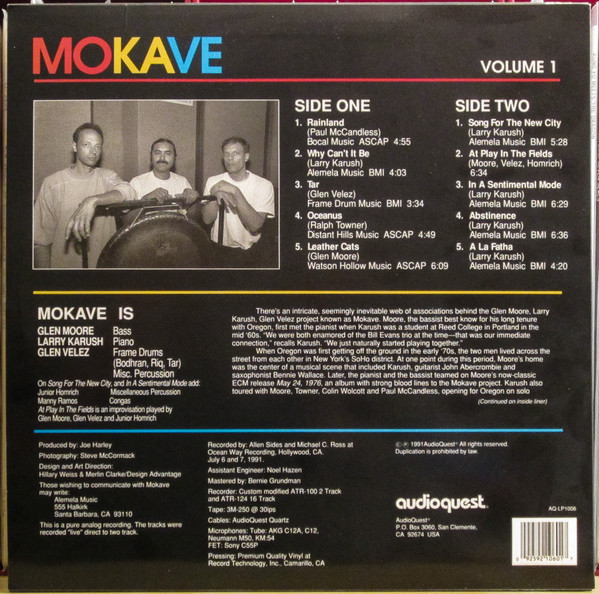 MOKAVE
VOLUME 1
SIDE ONE
1. Rainland
(Paul McCandless)
Bocal Music ASCAP 4:55
2. Why Can't It Be
(Larry Karush)
Alemela Music BMI 4:03
3. Tar
(Glen Velez)
Frame Drum Music BMI 3:34
4. Oceanus
(Ralph Towner)
Distant Hills Music ASCAP 4:49
5. Leather Cats
(Glen Moore)
Watson Hollow Music ASCAP 6:09
SIDE TWO
1. Song For The New City
(Larry Karush)
Alemela Music BMI 5:28
2. At Play In The Fields
(Moore, Velez, Homrich)
6:34
3. In A Sentimental Mode
(Larry Karush)
Alemela Music BMI 6:29
4. Abstinence
(Larry Karush)
Alemela Music BMI 6:36
5. A La Fatha
(Larry Karush)
Alemela Music BMI 4:20
MOKAVE IS
GLEN MOORE Bass
LARRY KARUSH Piano
GLEN VELEZ Frame Drums
(Bodhran, Riq, Tar)
Misc. Percussion
On Song For The New City, and In A Sentimental Mode add:
Junior Homrich Miscellaneous Percussion
Manny Ramos Congas
At Play In The Fields is an improvisation played by
Glen Moore, Glen Velez and Junior Homrich
There's an intricate, seemingly inevitable web of associations behind the Glen Moore, Larry
Karush, Glen Velez project known as Mokave. Moore, the bassist best know for his long tenure
with Oregon, first met the pianist when Karush was a student at Reed College in Portland in the
mid '60s. "We were both enamored of the Bill Evans trio at the time—that was our immediate
connection," recalls Karush. "We just naturally started playing together."
When Oregon was first getting off the ground in the early '70s, the two men lived across the
street from each other in New York's SoHo district. At one point during this period, Moore's home
was the center of a musical scene that included Karush, guitarist John Abercrombie and
saxophonist Bennie Wallace. Later, the pianist and the bassist teamed on Moore's now-classic
ECM release May 24, 1976, an album with strong blood lines to the Mokave project. Karush also
toured with Moore, Towner, Colin Wolcott and Paul McCandless, opening for Oregon on solo
(Continued on inside liner)
Produced by: Joe Harley
Photography: Steve McCormack
Design and Art Direction:
Hillary Weiss & Merlin Clarke/Design Advantage
Those wishing to communicate with Mokave
may write:
Alemela Music
555 Halkirk
Santa Barbara, CA 93110
This is a pure analog recording. The tracks were
recorded "live" direct to two track.
Recorded by: Allen Sides and Michael C. Ross at
Ocean Way Recording, Hollywood, CA.
July 6 and 7, 1991.
Assistant Engineer: Noel Hazen
Mastered by: Bernie Grundman
Recorder: Custom modified ATR-100 2 Track
and ATR-124 16 Track
Tape: 3M-250 @ 30ips
Cables: AudioQuest Quartz
Microphones: Tube: AKG C12A, C12,
Neumann M50, KM:54
FET: Sony C55P
Pressing: Premium Quality Vinyl at
Record Technology, Inc., Camarillo, CA
© ℗ 1991AudioQuest® All rights reserved.
Duplication is prohibited by law.
audioquest®
AudioQuest®
P.O. Box 3060, San Clemente,
CA 92674 USA
AQ-LP1006
0 92592 10601 7